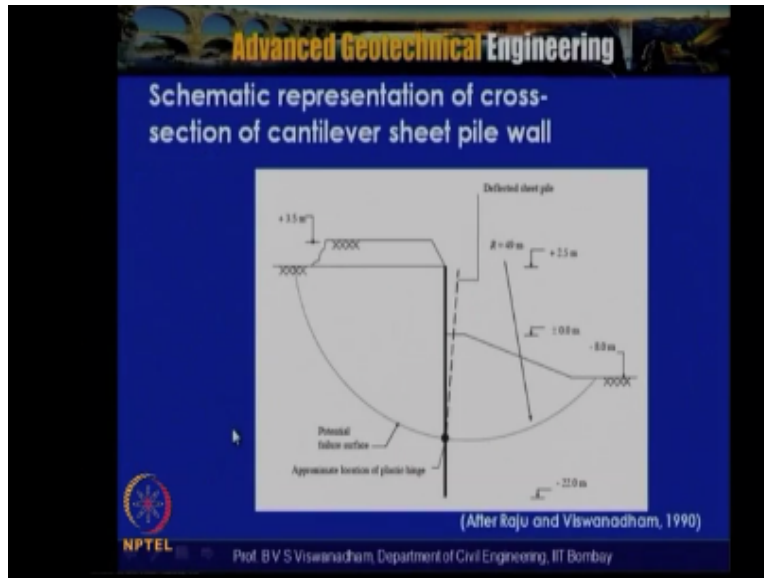 Advanced Geotechnical Engineering
Schematic representation of cross-
section of cantilever sheet pile wall
Deflected sheet pile
+ 3.5 m
R = 40 m
+ 2.5 m
± 0.0 m
- 8.0 m
Potential
failure surface
Approximate location of plastic hinge
- 22.0 m
(After Raju and Viswanadham, 1990)
NPTEL
Prof. B V S Viswanadham, Department of Civil Engineering, IIT Bombay